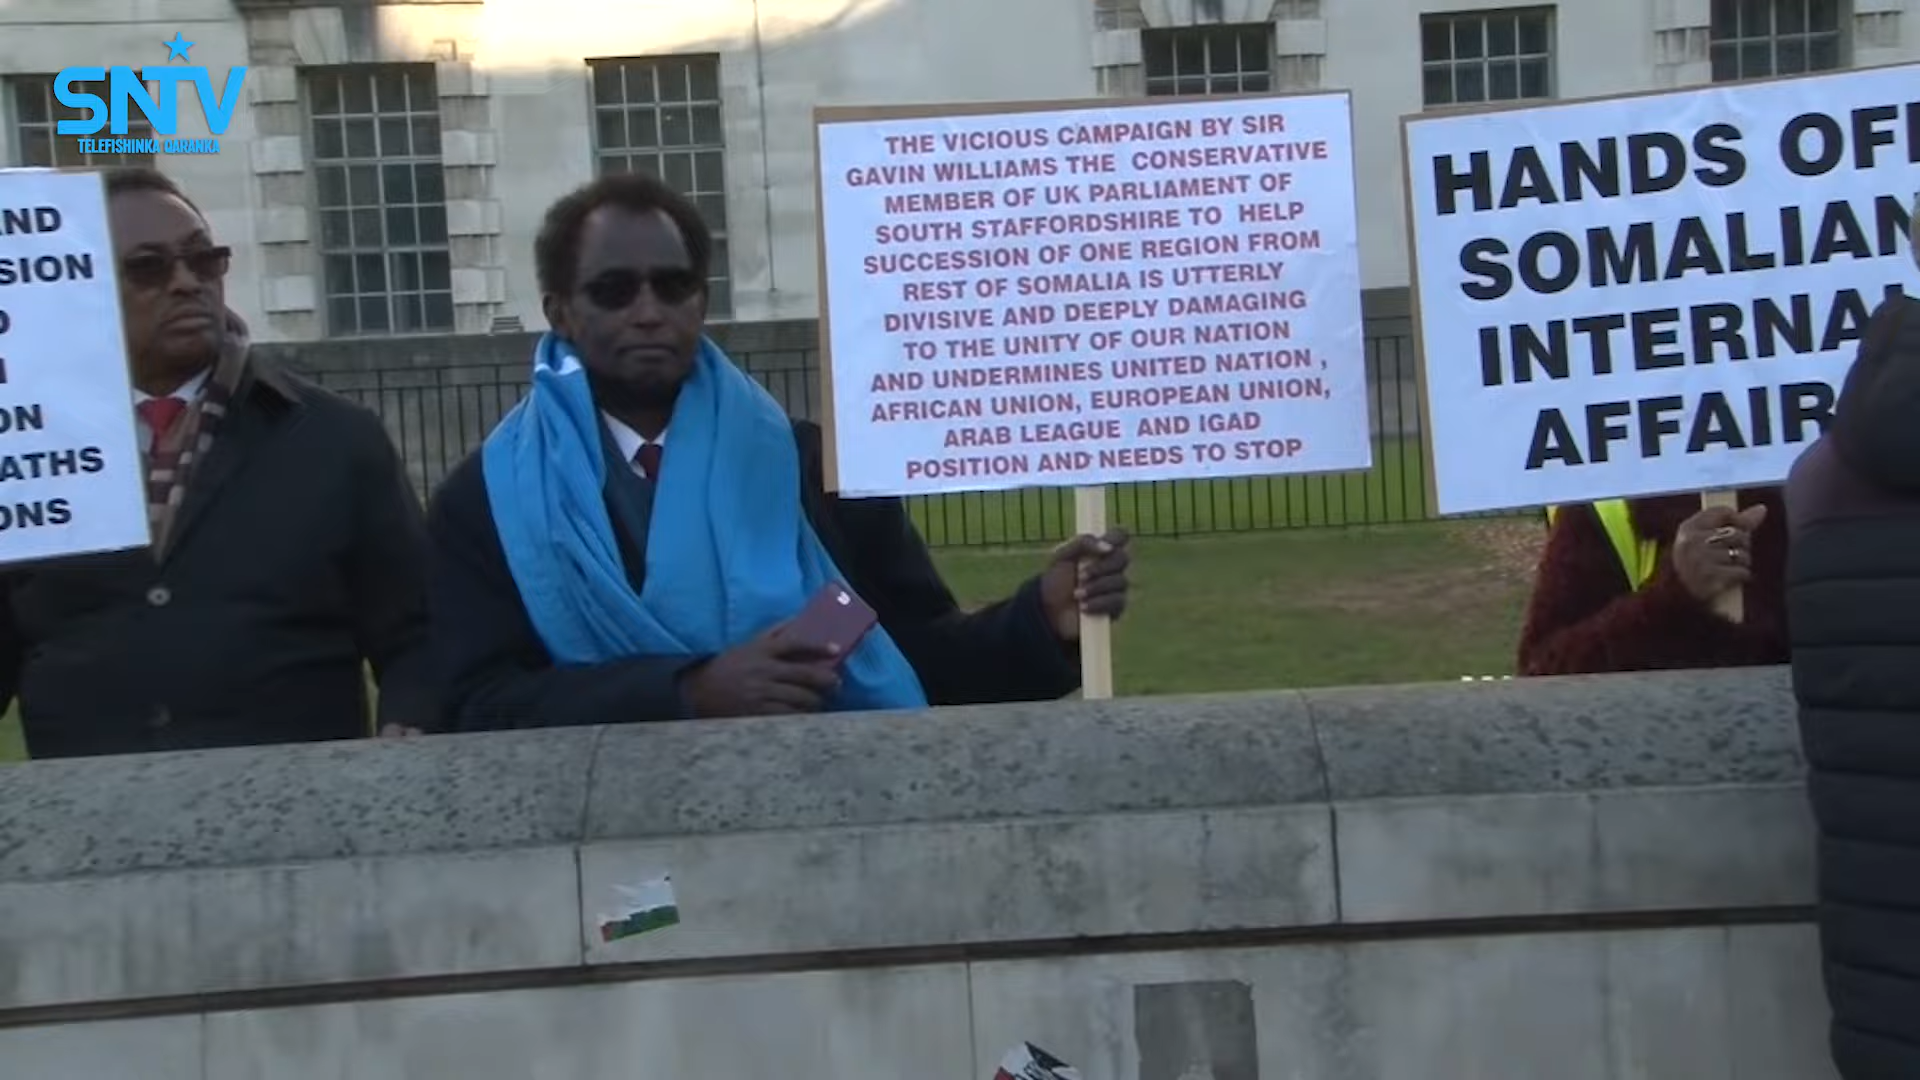 SNTV
TELEFISHINKA QARANKA
AND
SION
ON
ATHS
ONS
THE VICIOUS CAMPAIGN BY SIR
GAVIN WILLIAMS THE CONSERVATIVE
MEMBER OF UK PARLIAMENT OF
SOUTH STAFFORDSHIRE TO HELP
SUCCESSION OF ONE REGION FROM
REST OF SOMALIA IS UTTERLY
DIVISIVE AND DEEPLY DAMAGING
TO THE UNITY OF OUR NATION
AND UNDERMINES UNITED NATION ,
AFRICAN UNION, EUROPEAN UNION,
ARAB LEAGUE AND IGAD
POSITION AND NEEDS TO STOP
HANDS OF
SOMALIAN
INTERNA
AFFAIR